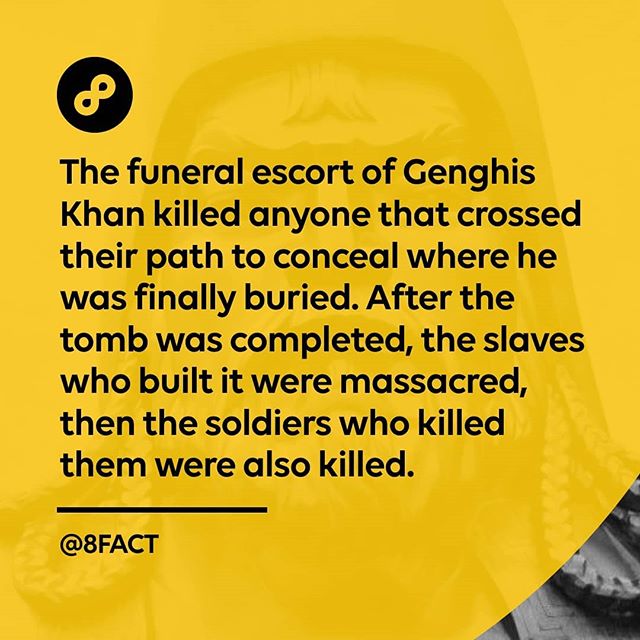 The funeral escort of Genghis
Khan killed anyone that crossed
their path to conceal where he
was finally buried. After the
tomb was completed, the slaves
who built it were massacred,
then the soldiers who killed
them were also killed.
@8FACT